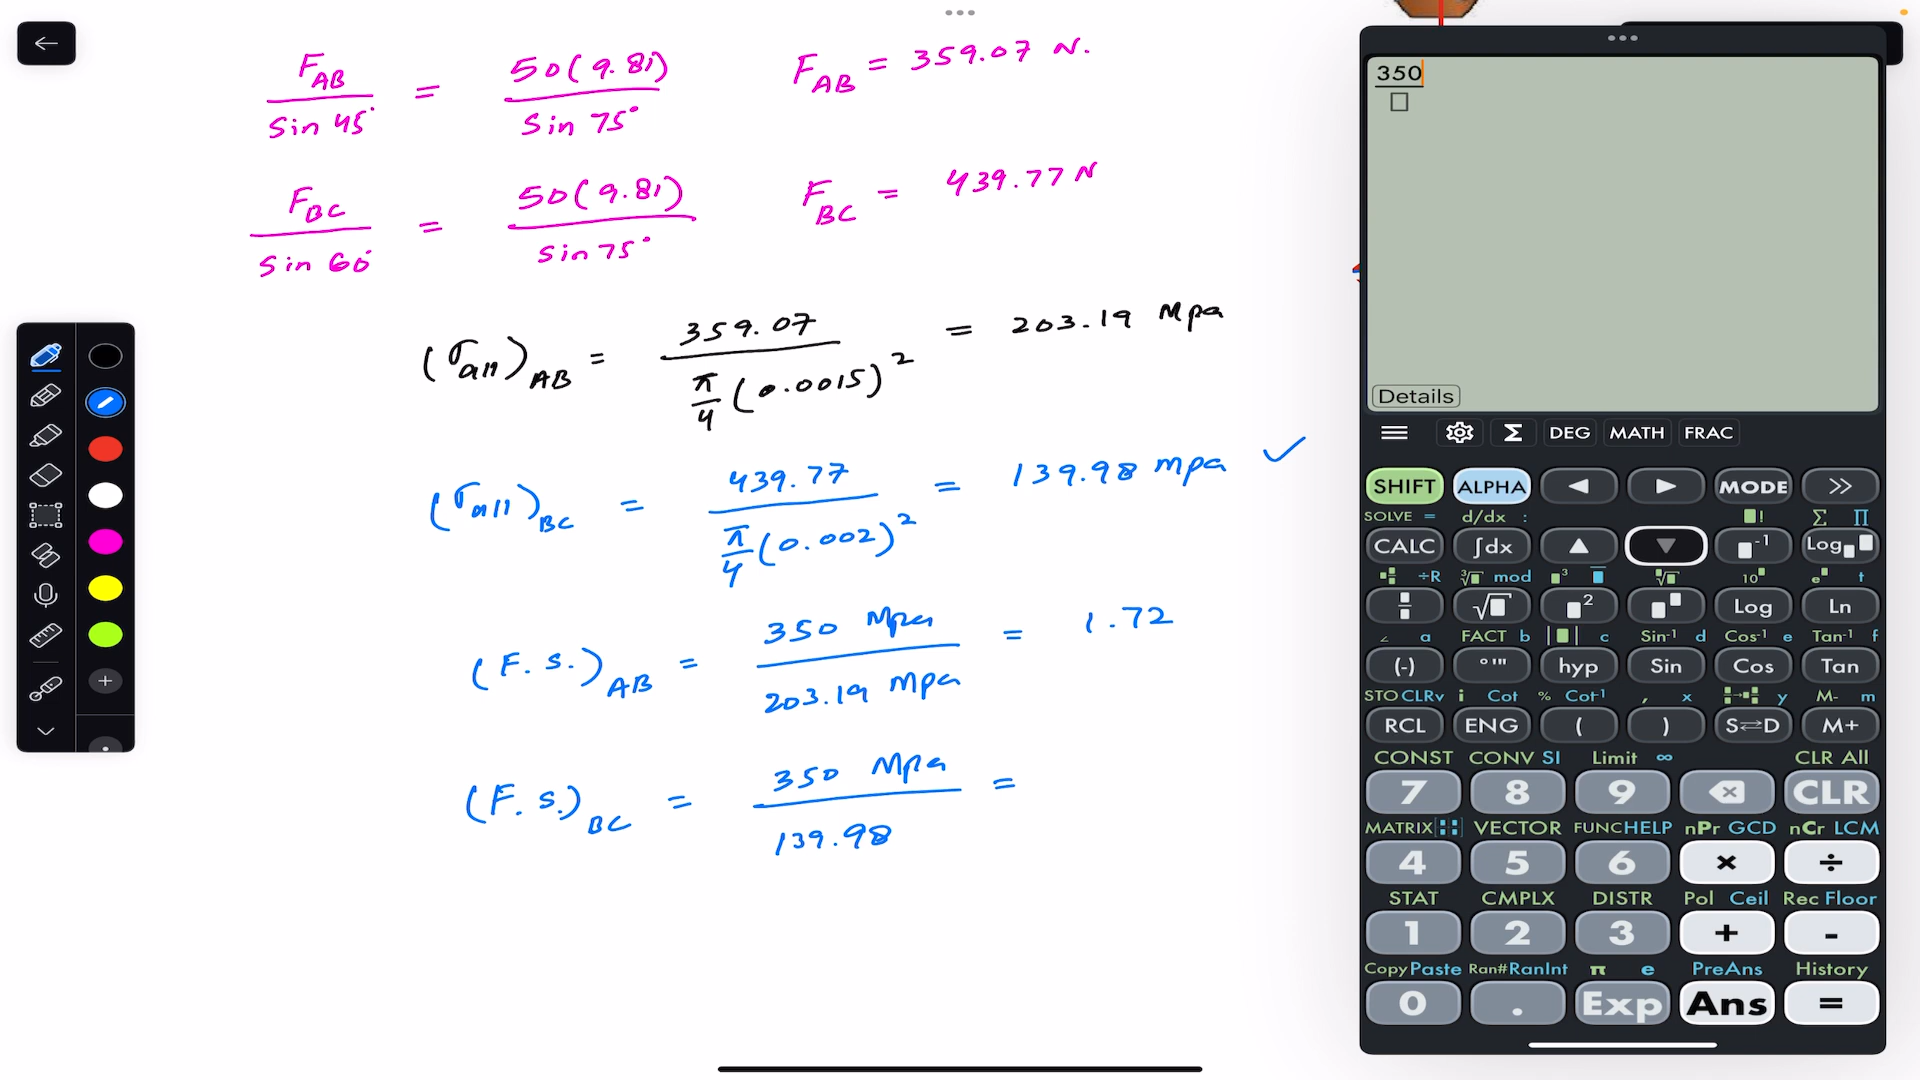 F_AB / Sin 45° = 50(9.81) / Sin 75°   F_AB = 359.07 N.
F_BC / Sin 60° = 50(9.81) / Sin 75°   F_BC = 439.77 N
(σ_all)_AB = 359.07 / π/4 (0.0015)² = 203.19 Mpa
(σ_all)_BC = 439.77 / π/4 (0.002)² = 139.98 Mpa ✓
(F.S.)_AB = 350 Mpa / 203.19 Mpa = 1.72
(F.S.)_BC = 350 Mpa / 139.98 =
350
Details
DEG MATH FRAC
SHIFT ALPHA ◀ ▶ MODE >>
SOLVE = d/dx : ■! Σ Π
CALC ∫dx ▲ ▼ ■⁻¹ Log
÷R ∛■ mod ■³ 10■ e■ t
√■ ■² Log Ln
∠ a FACT b |■| c Sin⁻¹ d Cos⁻¹ e Tan⁻¹ f
(-) °'" hyp Sin Cos Tan
STO CLRv i Cot % Cot⁻¹ , x y M- m
RCL ENG ( ) S⇄D M+
CONST CONV SI Limit ∞ CLR All
7 8 9 CLR
MATRIX VECTOR FUNC HELP nPr GCD nCr LCM
4 5 6 × ÷
STAT CMPLX DISTR Pol Ceil Rec Floor
1 2 3 + -
Copy Paste Ran# RanInt π e PreAns History
0 . Exp Ans =